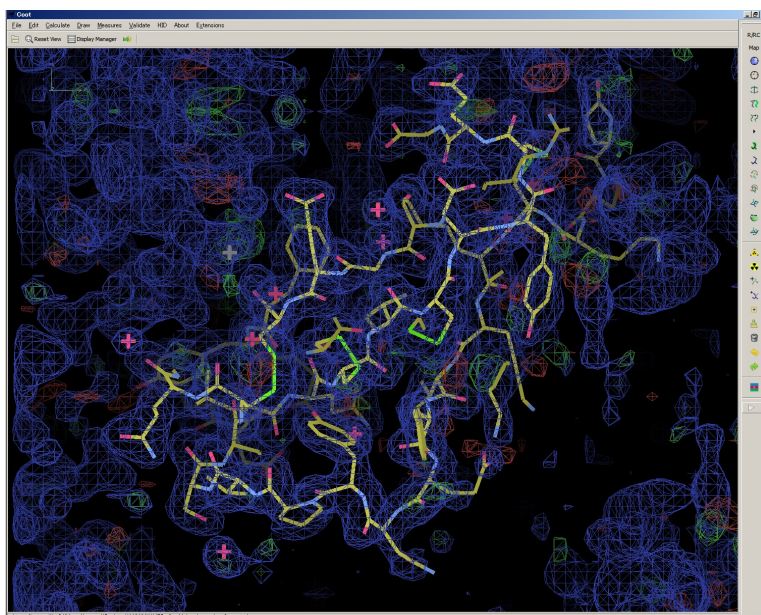 Coot
File Edit Calculate Draw Measures Validate HID About Extensions
Reset View Display Manager
R/RC
Map